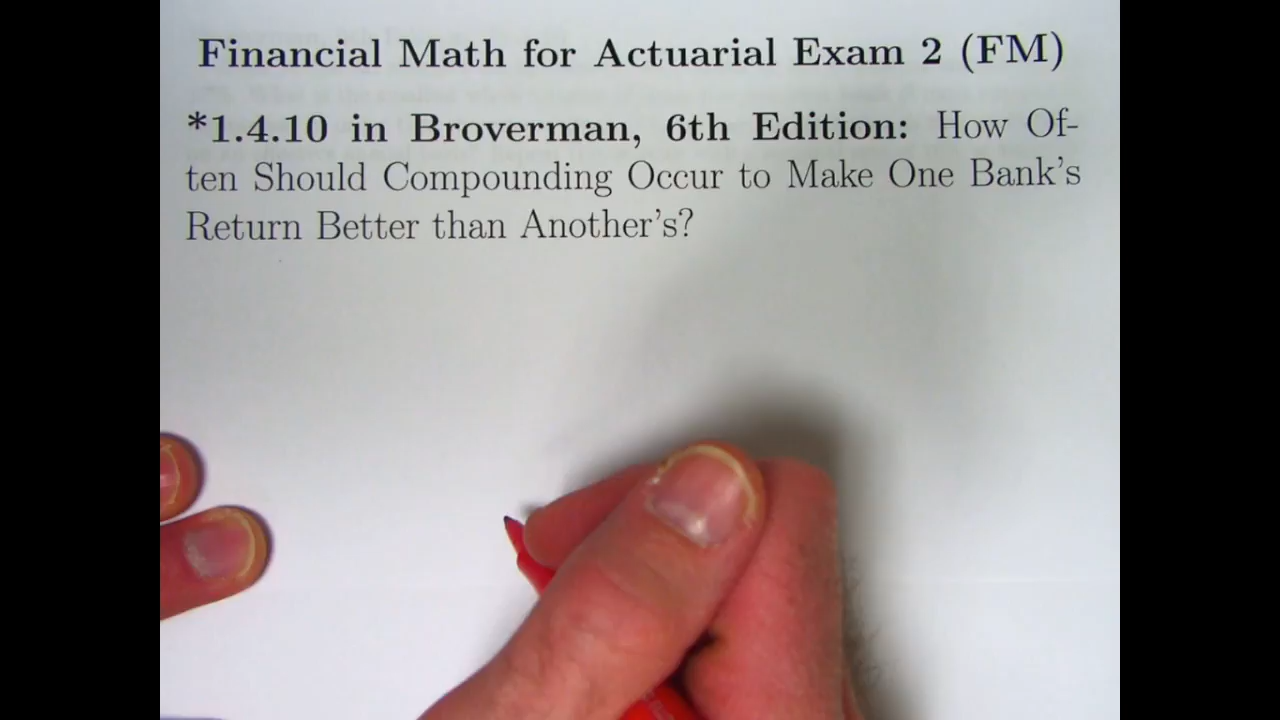 Financial Math for Actuarial Exam 2 (FM)
*1.4.10 in Broverman, 6th Edition: How Of-
ten Should Compounding Occur to Make One Bank's
Return Better than Another's?